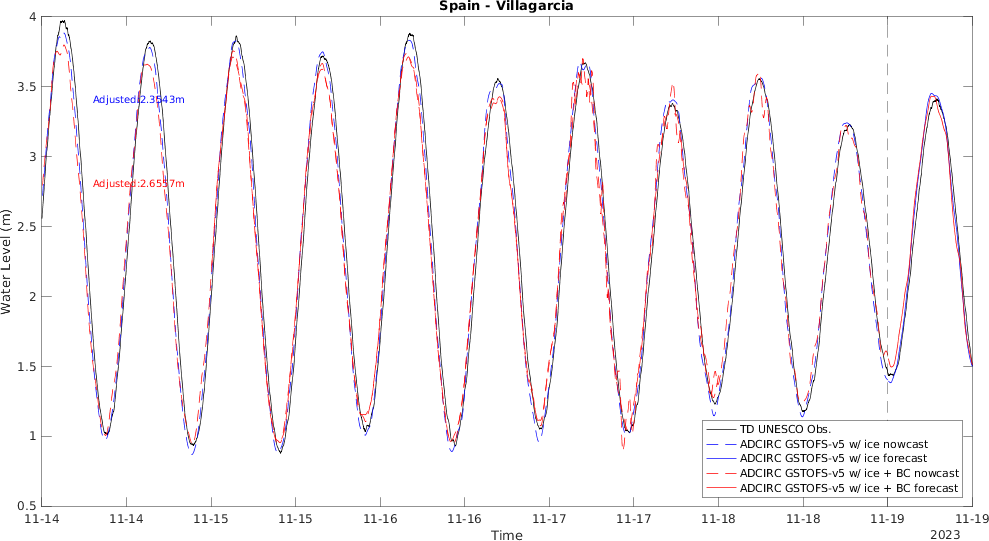 Spain - Villagarcia
4
3.5
3
2.5
2
1.5
1
0.5
Water Level (m)
Adjusted:2.3543m
Adjusted:2.6557m
TD UNESCO Obs.
ADCIRC GSTOFS-v5 w/ ice nowcast
ADCIRC GSTOFS-v5 w/ ice forecast
ADCIRC GSTOFS-v5 w/ ice + BC nowcast
ADCIRC GSTOFS-v5 w/ ice + BC forecast
11-14 11-14 11-15 11-15 11-16 11-16 11-17 11-17 11-18 11-18 11-19 11-19
Time
2023